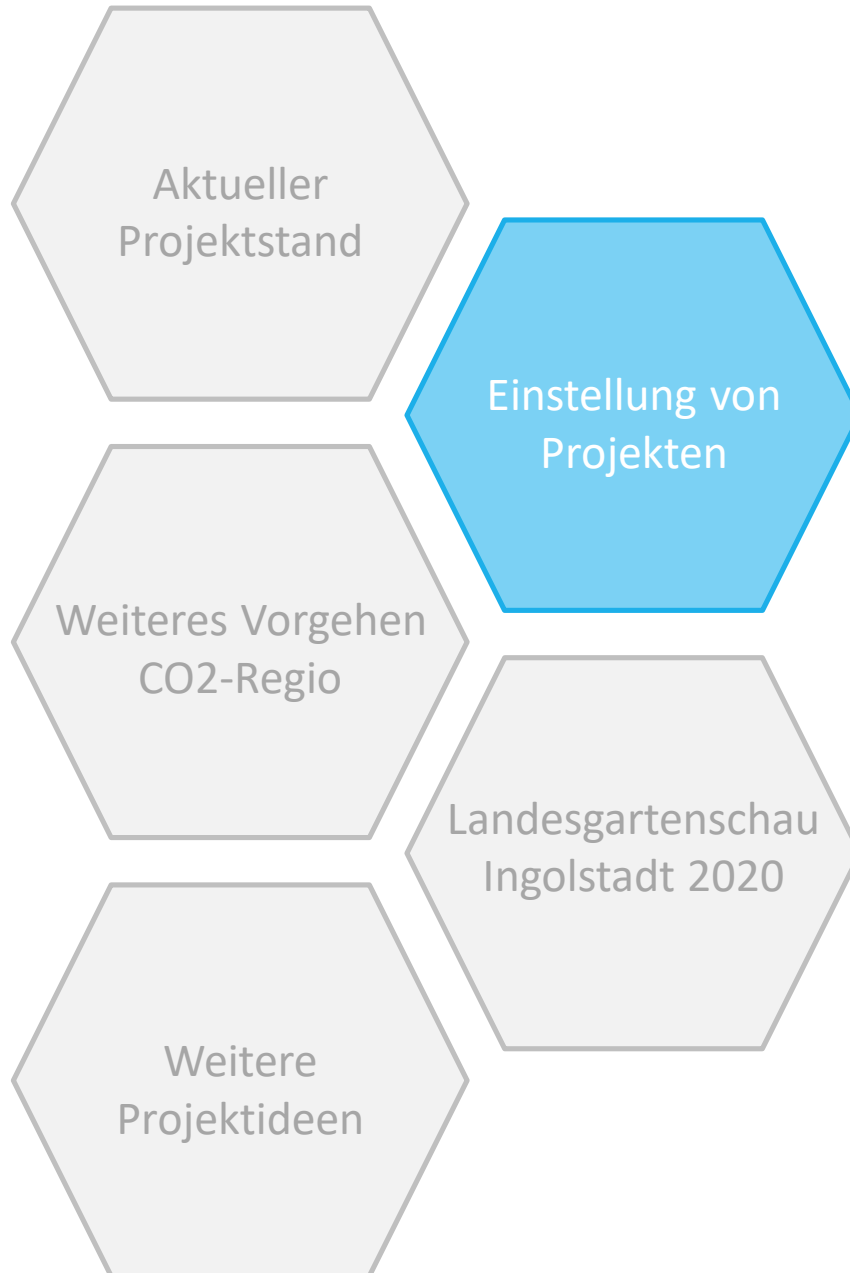 Aktueller
Projektstand
Einstellung von
Projekten
Weiteres Vorgehen
CO2-Regio
Landesgartenschau
Ingolstadt 2020
Weitere
Projektideen